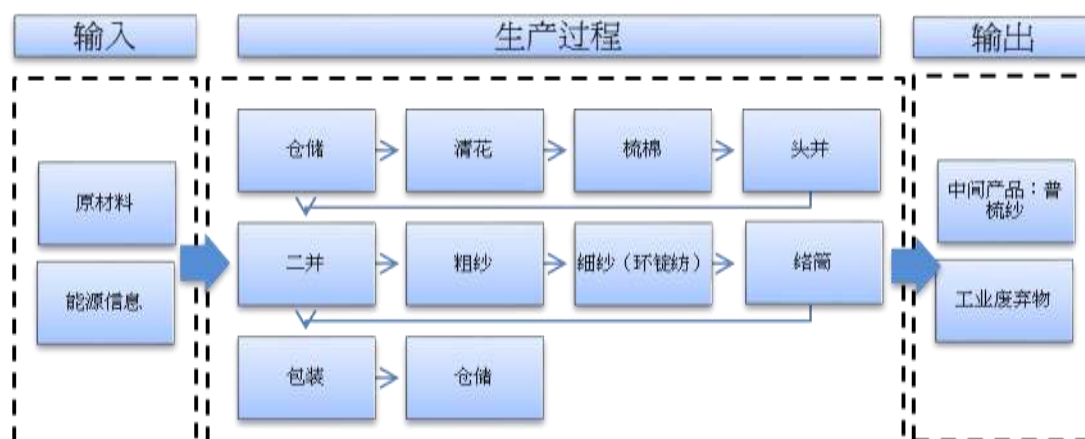 输入
生产过程
输出
原材料
能源信息
仓储
清花
梳棉
头并
二并
粗纱
细纱（环锭纺）
络筒
包装
仓储
中间产品：普
梳纱
工业废弃物